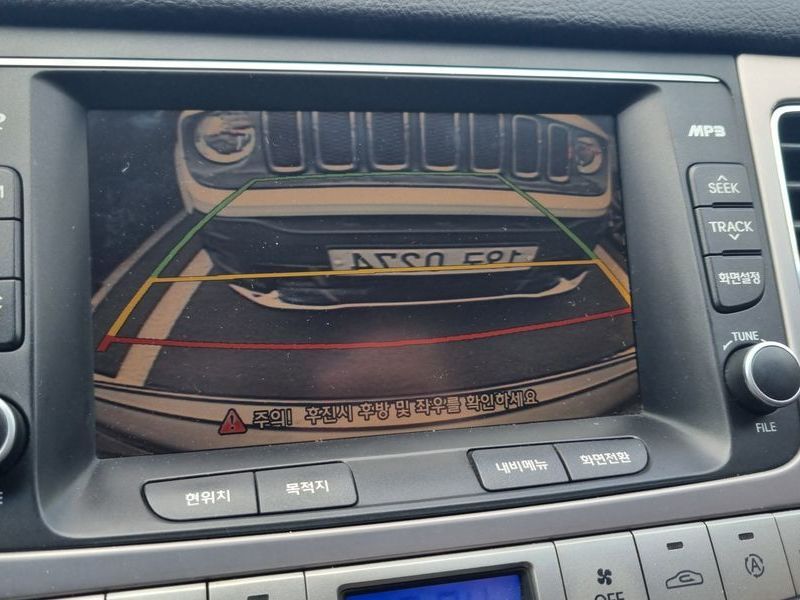 MP3
SEEK
TRACK
화면설정
TUNE
FILE
주의! 후진시 후방 및 좌우를 확인하세요
현위치
목적지
내비메뉴
화면전환
OFF
A